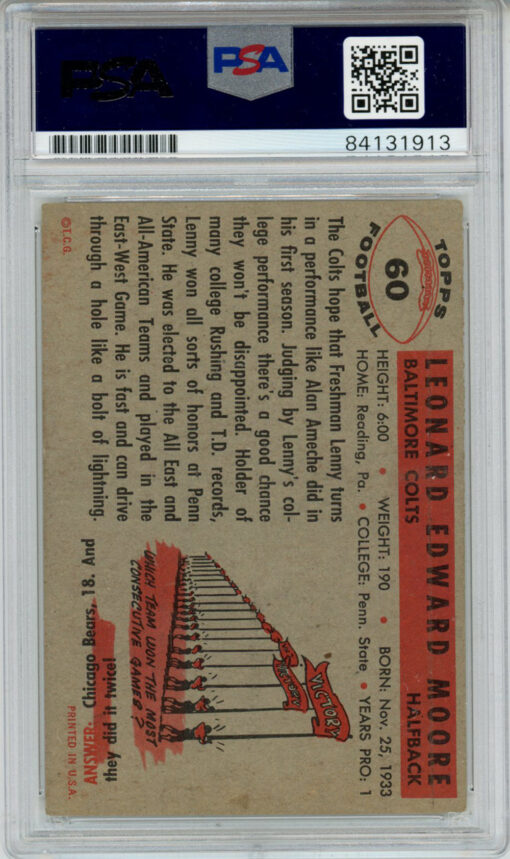 PSA
PSA
84131913
TOPPS
60
FOOTBALL
LEONARD EDWARD MOORE
BALTIMORE COLTS HALFBACK
HEIGHT: 6:00 • WEIGHT: 190 • BORN: Nov. 25, 1933
HOME: Reading, Pa. • COLLEGE: Penn. State. • YEARS PRO: 1
The Colts hope that Freshman Lenny turns
in a performance like Alan Ameche did in
his first season. Judging by Lenny's col-
lege performance there's a good chance
they won't be disappointed. Holder of
many college Rushing and T.D. records,
Lenny won all sorts of honors at Penn
State. He was elected to the All East and
All-American Teams and played in the
East-West Game. He is fast and can drive
through a hole like a bolt of lightning.
©T.C.G.
VICTORY
VICTORY
WHICH TEAM WON THE MOST
CONSECUTIVE GAMES?
Chicago Bears, 18. And
they did it twice!
ANSWER:
PRINTED IN U.S.A.